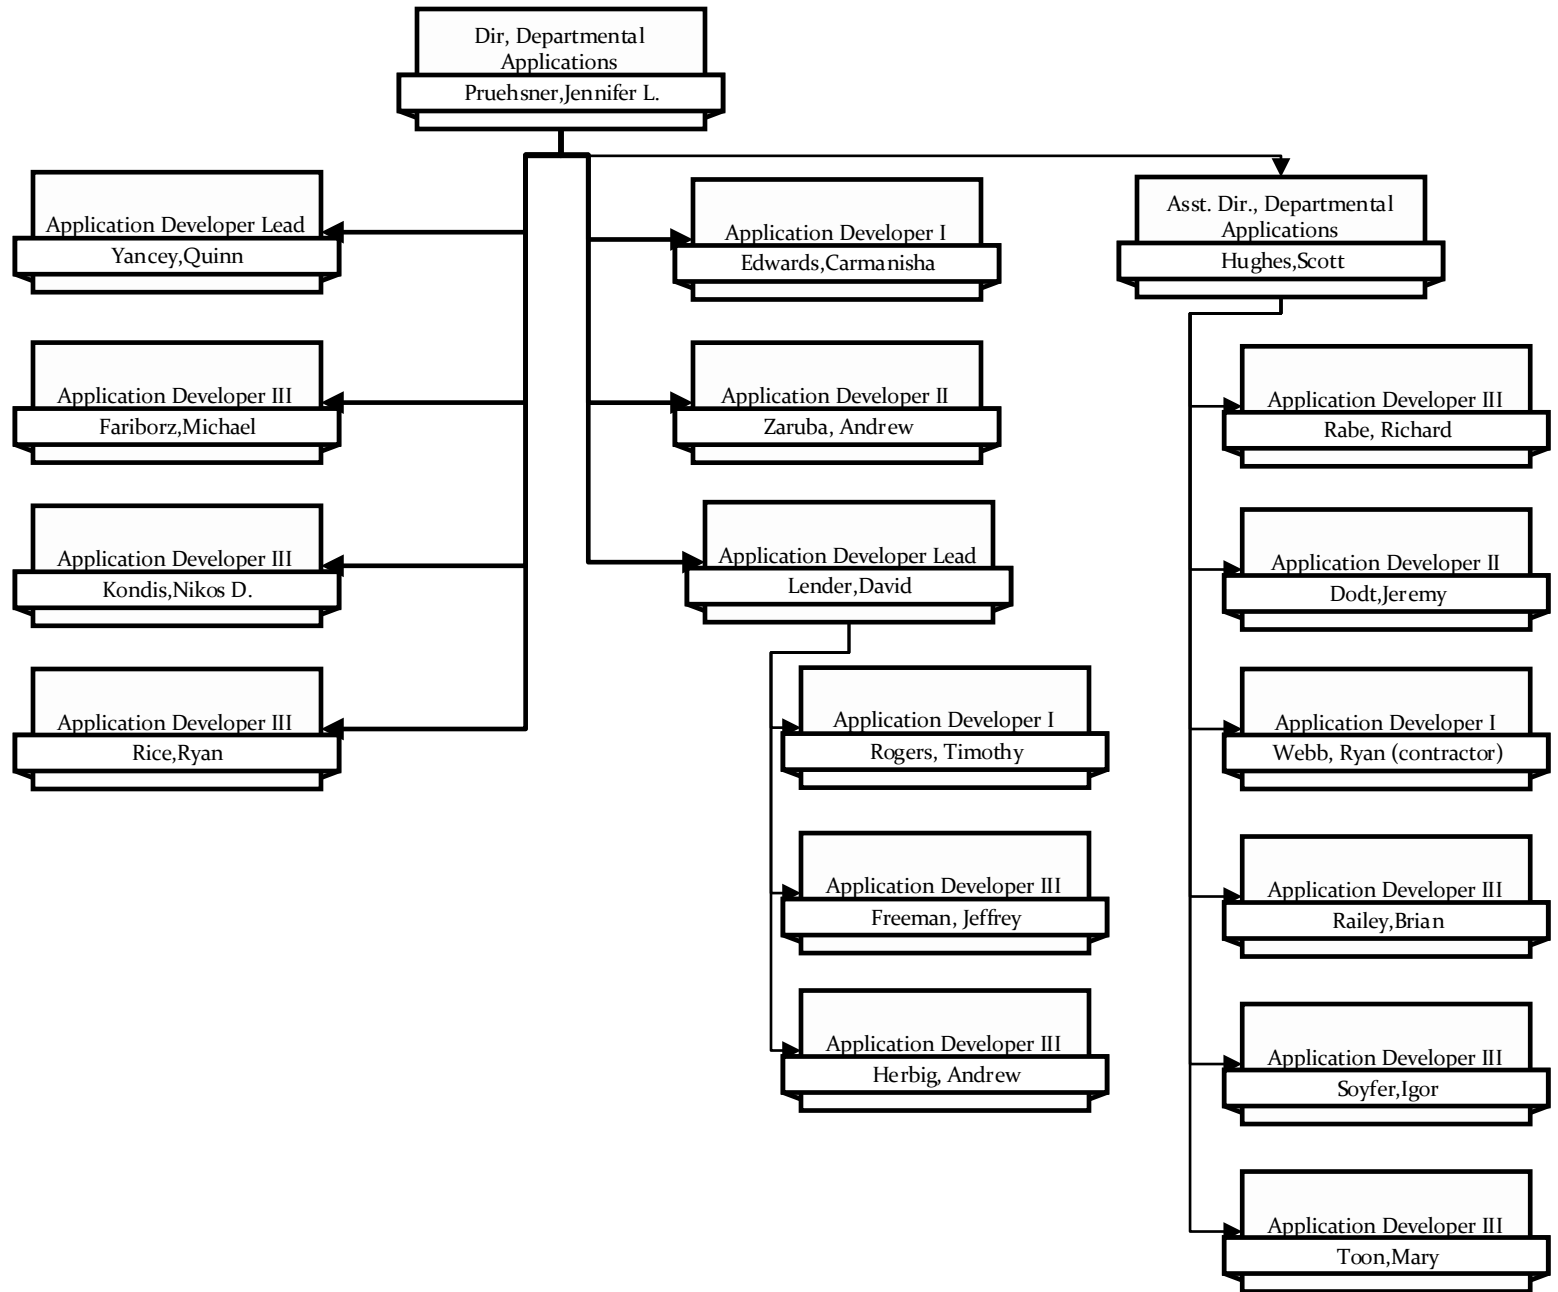 Dir, Departmental
Applications
Pruehsner,Jennifer L.
Application Developer Lead
Yancey,Quinn
Application Developer III
Fariborz,Michael
Application Developer III
Kondis,Nikos D.
Application Developer III
Rice,Ryan
Application Developer I
Edwards,Carmanisha
Application Developer II
Zaruba, Andrew
Application Developer Lead
Lender,David
Application Developer I
Rogers, Timothy
Application Developer III
Freeman, Jeffrey
Application Developer III
Herbig, Andrew
Asst. Dir., Departmental
Applications
Hughes,Scott
Application Developer III
Rabe, Richard
Application Developer II
Dodt,Jeremy
Application Developer I
Webb, Ryan (contractor)
Application Developer III
Railey,Brian
Application Developer III
Soyfer,Igor
Application Developer III
Toon,Mary